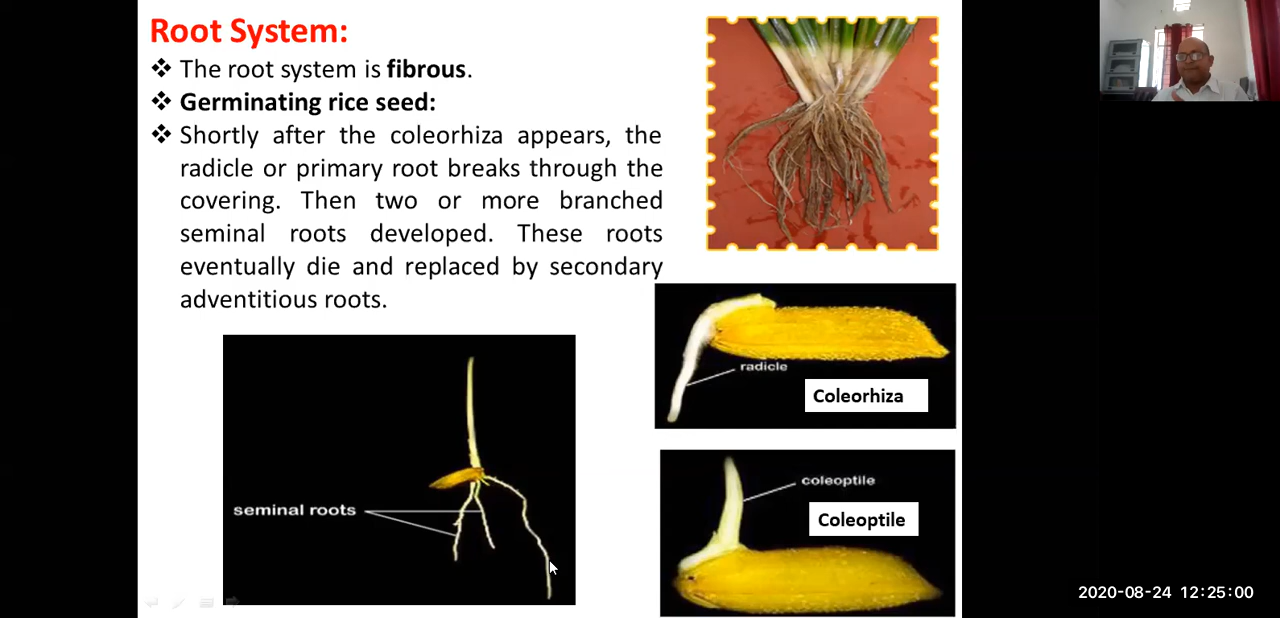 Root System:
❖ The root system is fibrous.
❖ Germinating rice seed:
❖ Shortly after the coleorhiza appears, the
radicle or primary root breaks through the
covering. Then two or more branched
seminal roots developed. These roots
eventually die and replaced by secondary
adventitious roots.
radicle
Coleorhiza
coleoptile
Coleoptile
seminal roots
2020-08-24 12:25:00